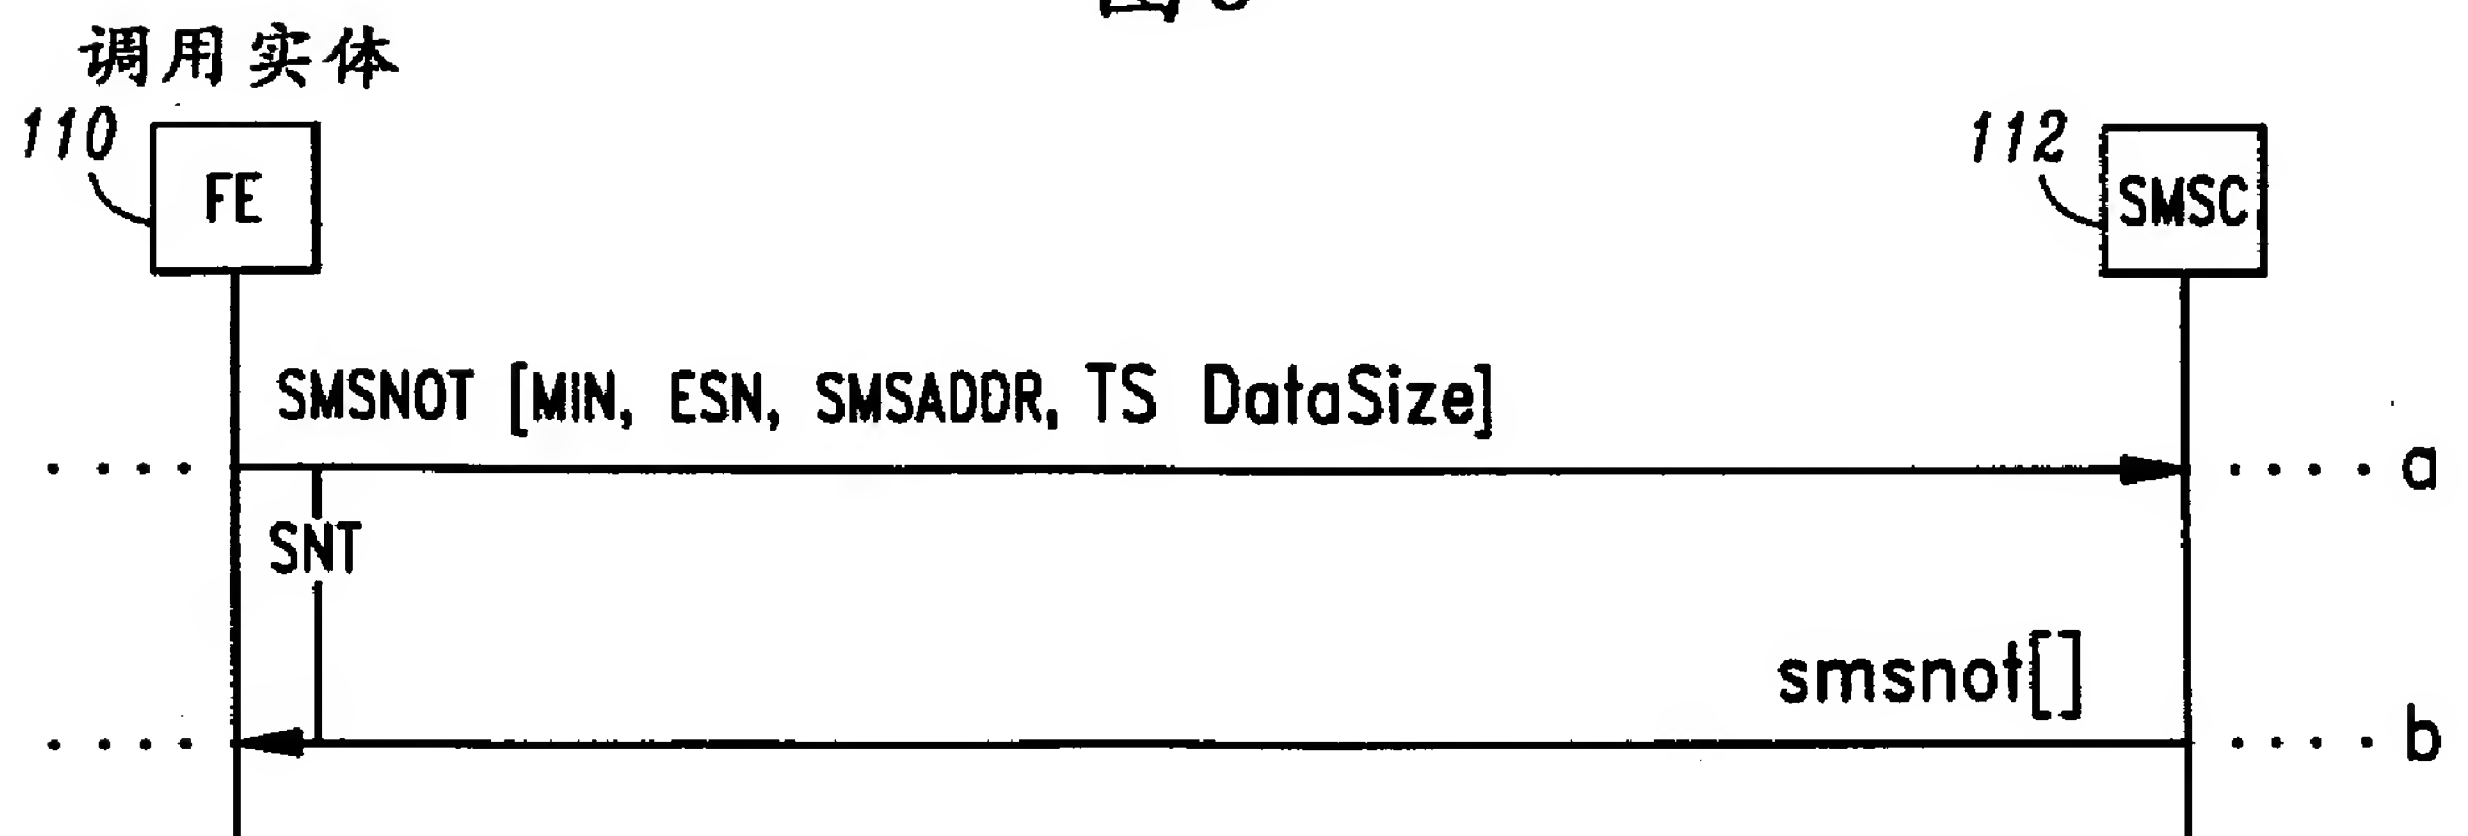 调用实体
110
FE
112
SMSC
SMSNOT [MIN, ESN, SMSADDR, TS DataSize]
a
SNT
smsnot[]
b